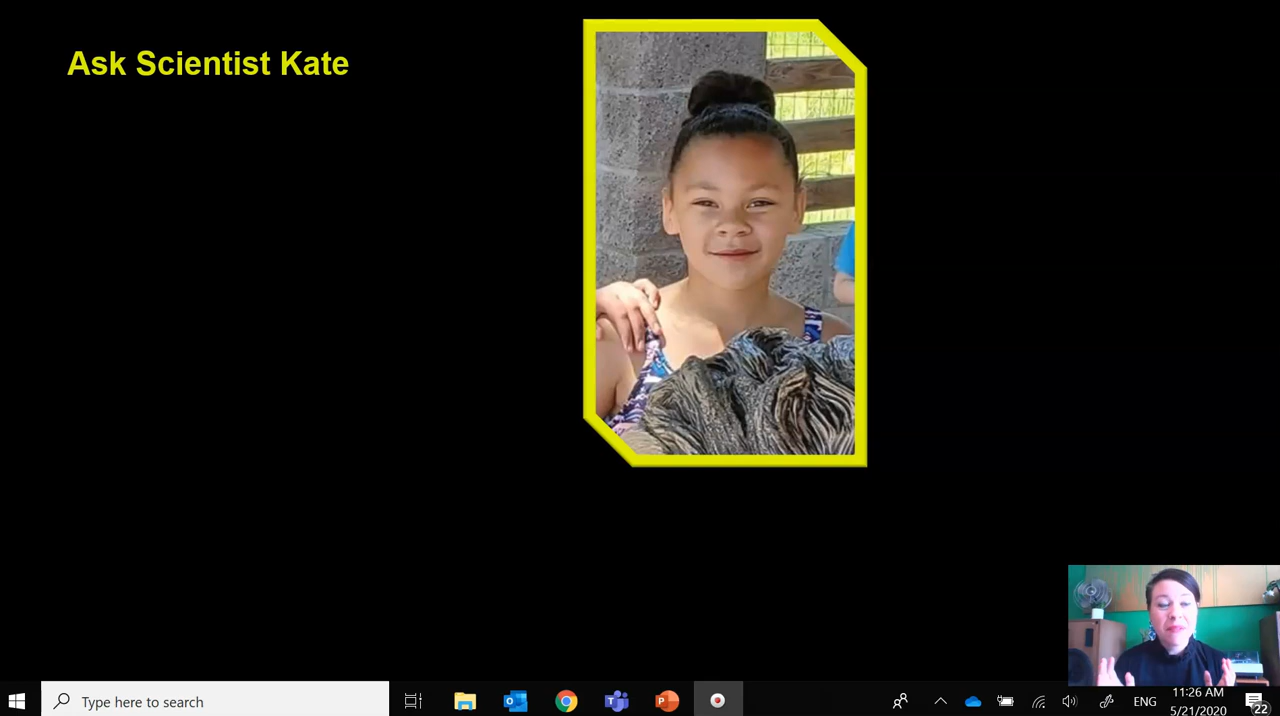 Ask Scientist Kate
Type here to search
ENG
11:26 AM
5/21/2020
22